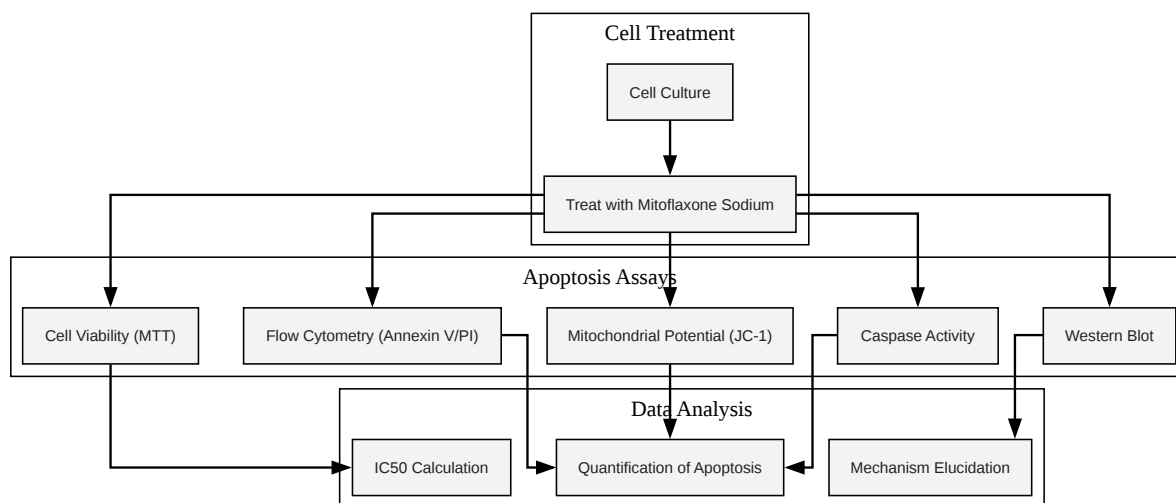 Cell Treatment
Cell Culture
Treat with Mitoflaxone Sodium
Apoptosis Assays
Cell Viability (MTT)
Flow Cytometry (Annexin V/PI)
Mitochondrial Potential (JC-1)
Caspase Activity
Western Blot
Data Analysis
IC50 Calculation
Quantification of Apoptosis
Mechanism Elucidation